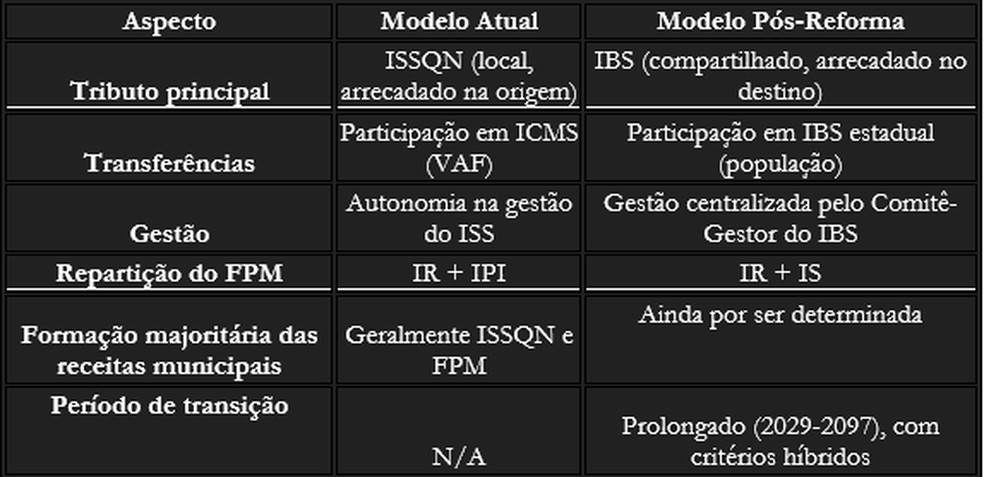 Aspecto Modelo Atual Modelo Pós-Reforma
Tributo principal
ISSQN (local,
arrecadado na origem)
IBS (compartilhado, arrecadado no
destino)
Transferências
Participação em ICMS
(VAF)
Participação em IBS estadual
(população)
Gestão
Autonomia na gestão
do ISS
Gestão centralizada pelo Comitê-
Gestor do IBS
Repartição do FPM IR + IPI IR + IS
Formação majoritária das
receitas municipais
Geralmente ISSQN e
FPM
Ainda por ser determinada
Período de transição
N/A
Prolongado (2029-2097), com
critérios híbridos